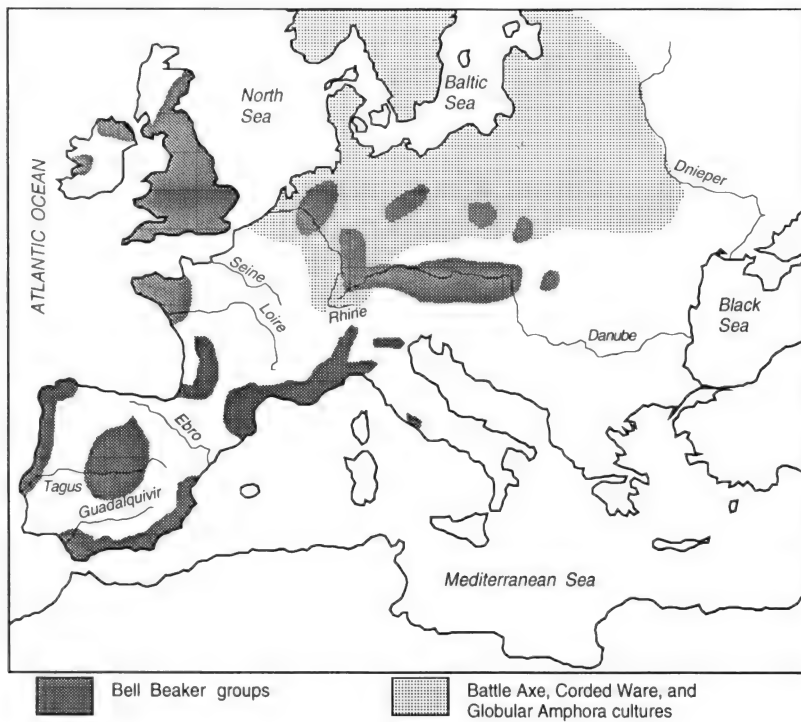 North
Sea
Baltic
Sea
ATLANTIC OCEAN
Dnieper
Seine
Loire
Rhine
Black
Sea
Danube
Ebro
Tagus
Guadalquivir
Mediterranean Sea
Bell Beaker groups
Battle Axe, Corded Ware, and
Globular Amphora cultures